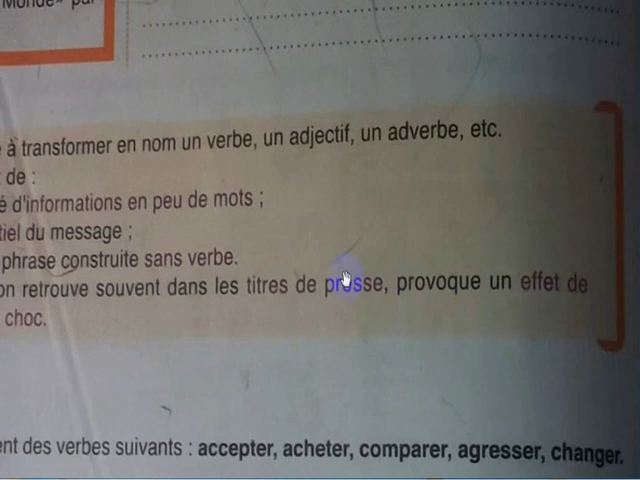 Monde» par
à transformer en nom un verbe, un adjectif, un adverbe, etc.
de :
é d'informations en peu de mots ;
tiel du message ;
phrase construite sans verbe.
on retrouve souvent dans les titres de presse, provoque un effet de
choc.
ent des verbes suivants : accepter, acheter, comparer, agresser, changer.